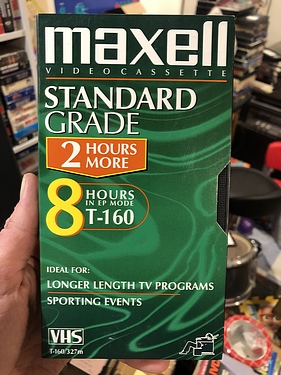 maxell
VIDEOCASSETTE
STANDARD
GRADE
2 HOURS
MORE
8 HOURS
IN EP MODE
T-160
IDEAL FOR:
LONGER LENGTH TV PROGRAMS
SPORTING EVENTS
VHS
T-160/327m